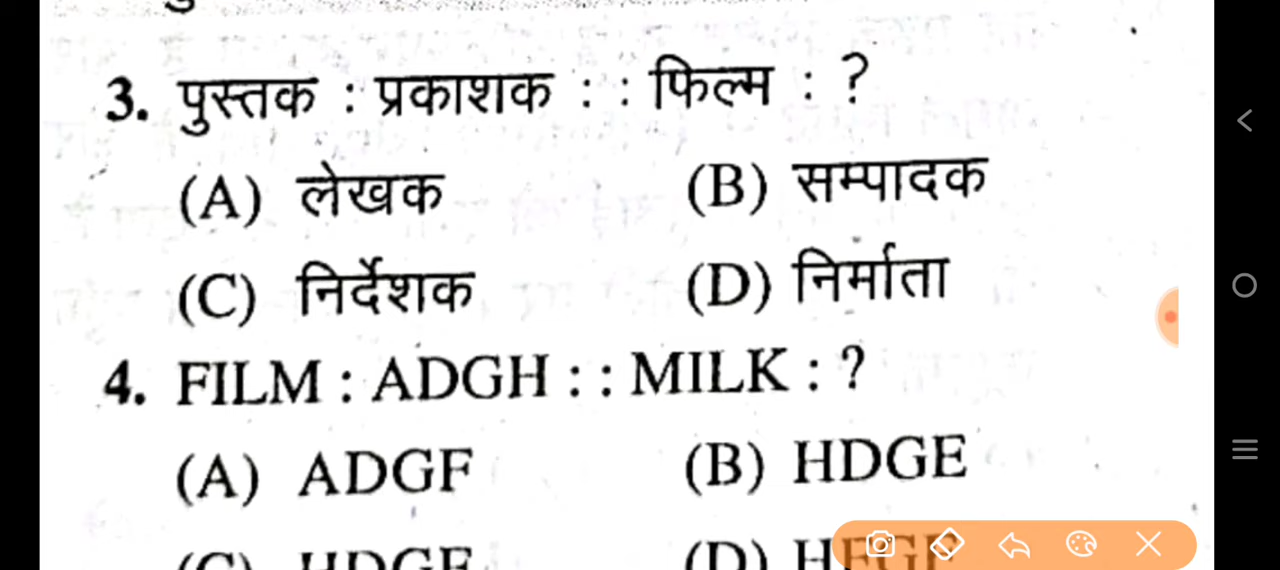 3. पुस्तक : प्रकाशक : : फिल्म : ?
(A) लेखक (B) सम्पादक
(C) निर्देशक (D) निर्माता
4. FILM : ADGH : : MILK : ?
(A) ADGF (B) HDGE
(D)